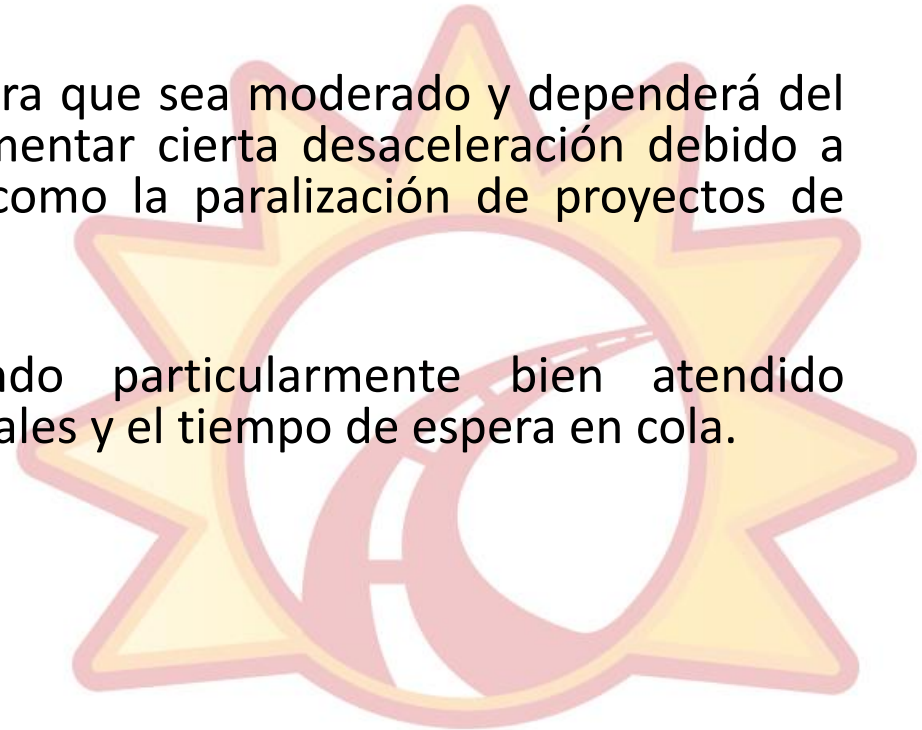 ra que sea moderado y dependerá del
mentar cierta desaceleración debido a
como la paralización de proyectos de
ndo particularmente bien atendido
ales y el tiempo de espera en cola.